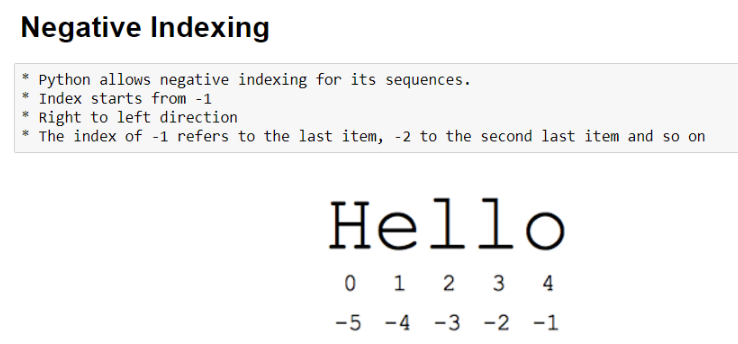 Negative Indexing
* Python allows negative indexing for its sequences.
* Index starts from -1
* Right to left direction
* The index of -1 refers to the last item, -2 to the second last item and so on
Hello
0 1 2 3 4
-5 -4 -3 -2 -1